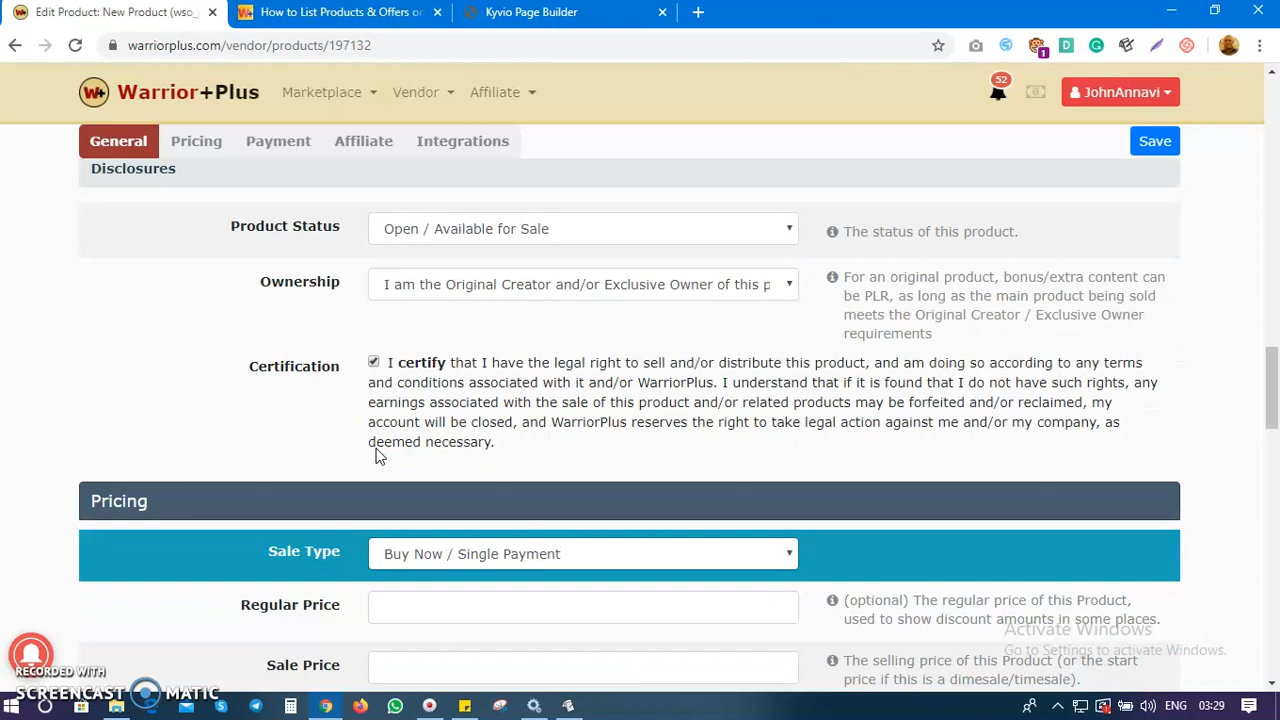 Edit Product: New Product (wso_
How to List Products & Offers on
Kyvio Page Builder
warriorplus.com/vendor/products/197132
1
W+ Warrior+Plus
Marketplace
Vendor
Affiliate
52
JohnAnnavi
General
Pricing
Payment
Affiliate
Integrations
Save
Disclosures
Product Status
Open / Available for Sale
The status of this product.
Ownership
I am the Original Creator and/or Exclusive Owner of this p
For an original product, bonus/extra content can
be PLR, as long as the main product being sold
meets the Original Creator / Exclusive Owner
requirements
Certification
I certify that I have the legal right to sell and/or distribute this product, and am doing so according to any terms
and conditions associated with it and/or WarriorPlus. I understand that if it is found that I do not have such rights, any
earnings associated with the sale of this product and/or related products may be forfeited and/or reclaimed, my
account will be closed, and WarriorPlus reserves the right to take legal action against me and/or my company, as
deemed necessary.
Pricing
Sale Type
Buy Now / Single Payment
Regular Price
(optional) The regular price of this Product,
used to show discount amounts in some places.
Sale Price
The selling price of this Product (or the start
price if this is a dimesale/timesale).
Activate Windows
Go to Settings to activate Windows.
RECORDED WITH
SCREENCAST MATIC
ENG
03:29